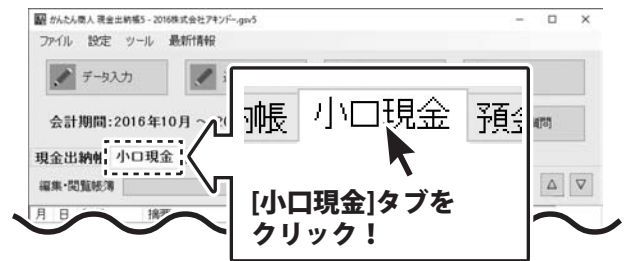 かんたん商人 現金出納帳5 - 2016株式会社アキンドー.gsv5
ファイル 設定 ツール 最新情報
データ入力
会計期間:2016年10月 ~
小口現金
預金
現金出納帳
小口現金
編集・閲覧帳簿
月 日 摘要
[小口現金]タブを
クリック！